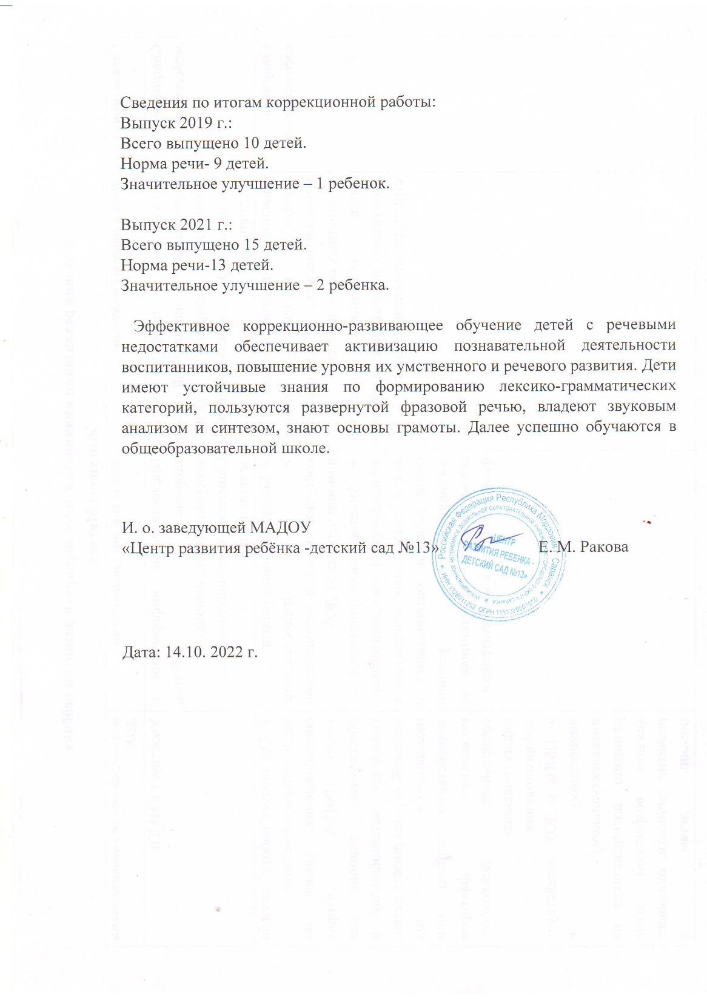 Сведения по итогам коррекционной работы:
Выпуск 2019 г.:
Всего выпущено 10 детей.
Норма речи- 9 детей.
Значительное улучшение – 1 ребенок.
Выпуск 2021 г.:
Всего выпущено 15 детей.
Норма речи-13 детей.
Значительное улучшение – 2 ребенка.
Эффективное коррекционно-развивающее обучение детей с речевыми
недостатками обеспечивает активизацию познавательной деятельности
воспитанников, повышение уровня их умственного и речевого развития. Дети
имеют устойчивые знания по формированию лексико-грамматических
категорий, пользуются развернутой фразовой речью, владеют звуковым
анализом и синтезом, знают основы грамоты. Далее успешно обучаются в
общеобразовательной школе.
И. о. заведующей МАДОУ
«Центр развития ребёнка -детский сад №13» Е. М. Ракова
Российская Федерация Республика Мордовия г. Саранск
ИНН 1328011252 ОГРН 1151328001010
МУНИЦИПАЛЬНОЕ АВТОНОМНОЕ ДОШКОЛЬНОЕ ОБРАЗОВАТЕЛЬНОЕ УЧРЕЖДЕНИЕ ГОРОДСКОГО ОКРУГА САРАНСК
«ЦЕНТР
РАЗВИТИЯ РЕБЕНКА -
ДЕТСКИЙ САД №13»
Дата: 14.10. 2022 г.